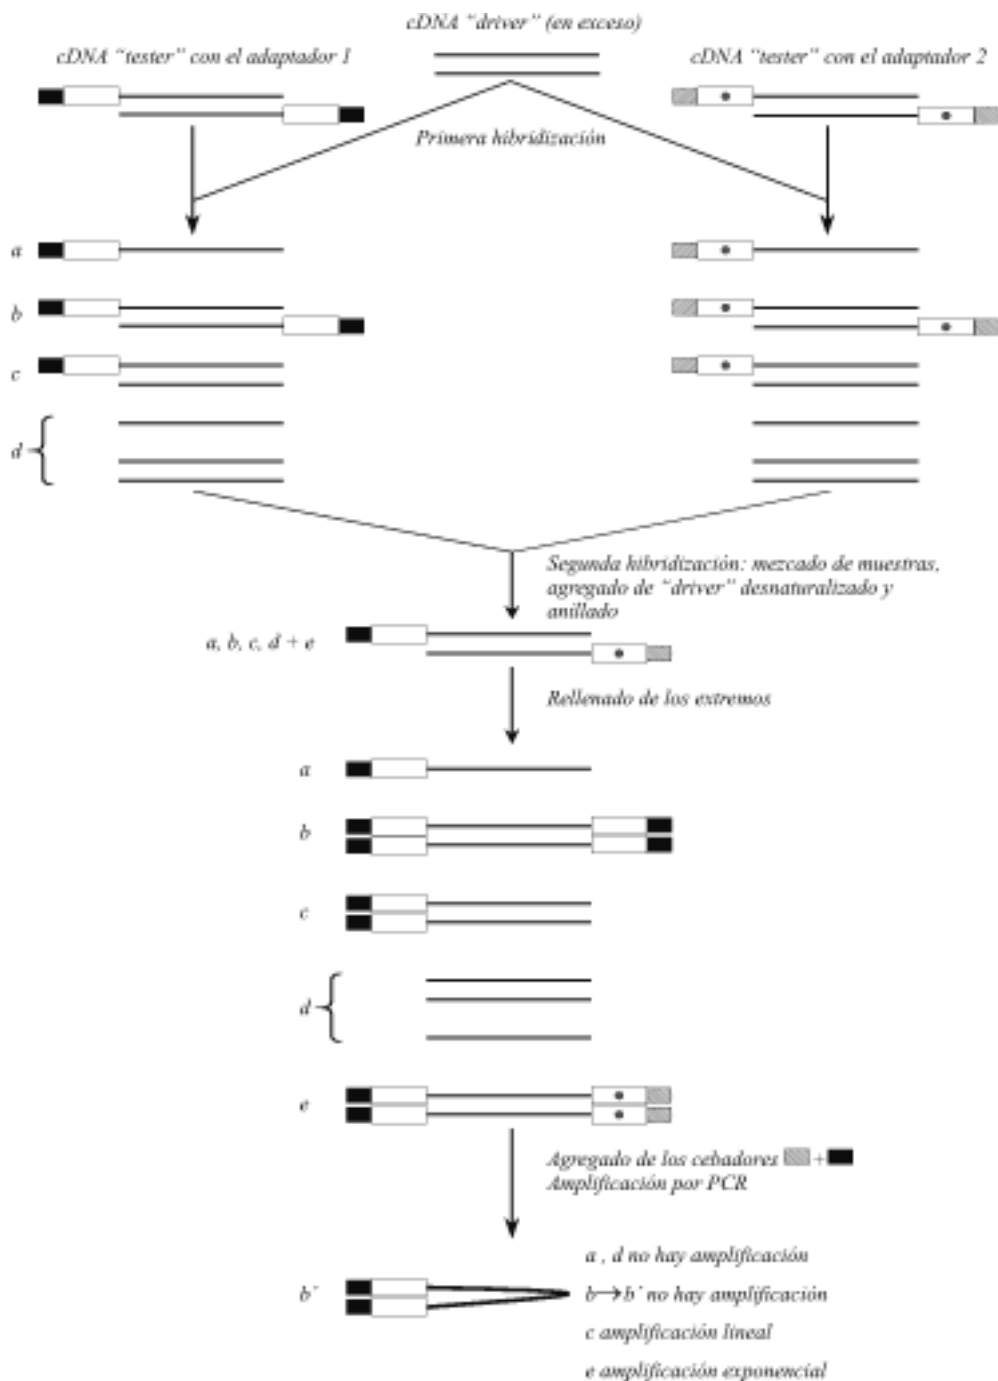 cDNA “driver” (en exceso)
cDNA “tester” con el adaptador 1
cDNA “tester” con el adaptador 2
Primera hibridización
a
b
c
d
Segunda hibridización: mezcado de muestras,
agregado de “driver” desnaturalizado y
anillado
a, b, c, d + e
Rellenado de los extremos
a
b
c
d
e
Agregado de los cebadores +
Amplificación por PCR
a , d no hay amplificación
b´ b→b´ no hay amplificación
c amplificación lineal
e amplificación exponencial